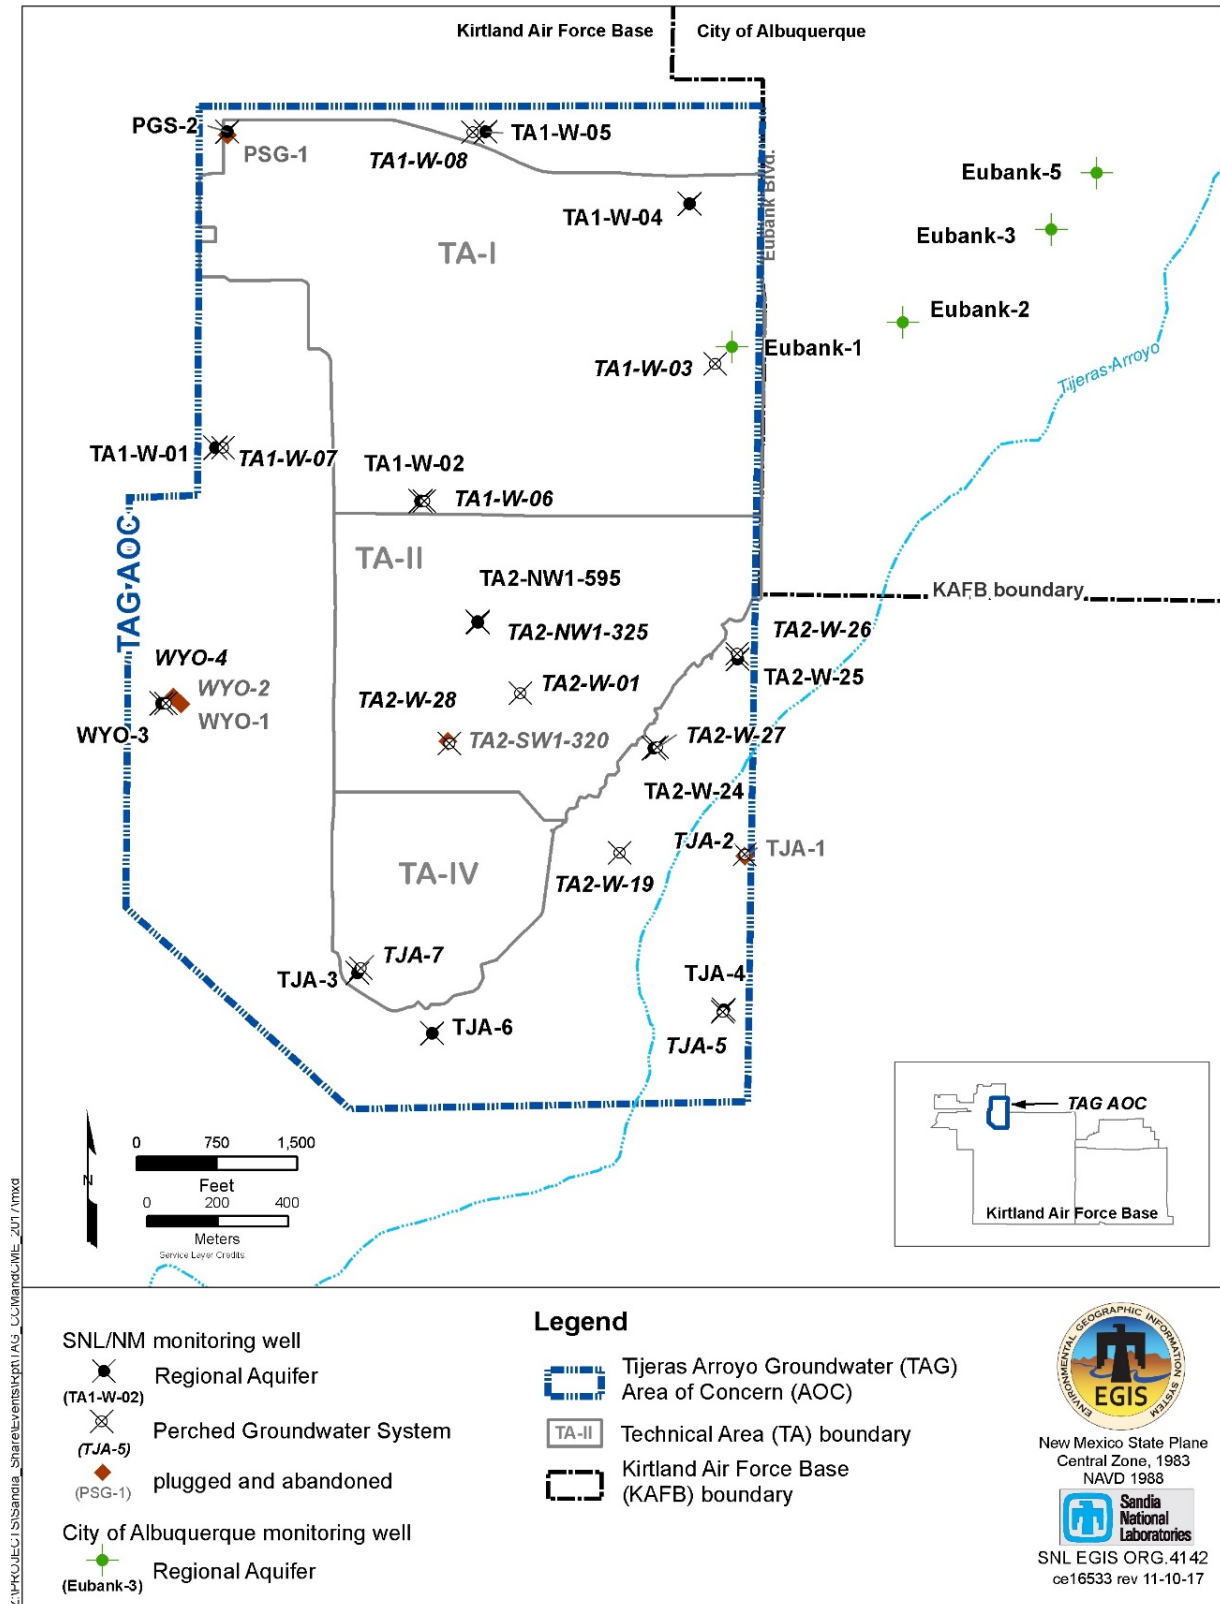 Kirtland Air Force Base
City of Albuquerque
PGS-2
PSG-1
TA1-W-08
TA1-W-05
TA1-W-04
Eubank Blvd.
Eubank-5
Eubank-3
Eubank-2
Eubank-1
TA-I
TA1-W-03
Tijeras Arroyo
TA1-W-01
TA1-W-07
TA1-W-02
TA1-W-06
TAG AOC
TA-II
TA2-NW1-595
TA2-NW1-325
KAFB boundary
TA2-W-26
TA2-W-25
WYO-4
WYO-2
WYO-1
WYO-3
TA2-W-01
TA2-W-28
TA2-SW1-320
TA2-W-27
TA2-W-24
TJA-2
TJA-1
TA-IV
TA2-W-19
TJA-7
TJA-3
TJA-6
TJA-4
TJA-5
TAG AOC
Kirtland Air Force Base
N
0 750 1,500
Feet
0 200 400
Meters
Service Layer Credits:
SNL/NM monitoring well
Regional Aquifer
(TA1-W-02)
Perched Groundwater System
(TJA-5)
plugged and abandoned
(PSG-1)
City of Albuquerque monitoring well
Regional Aquifer
(Eubank-3)
Legend
Tijeras Arroyo Groundwater (TAG)
Area of Concern (AOC)
TA-II
Technical Area (TA) boundary
Kirtland Air Force Base
(KAFB) boundary
ENVIRONMENTAL GEOGRAPHIC INFORMATION SYSTEM
EGIS
New Mexico State Plane
Central Zone, 1983
NAVD 1988
Sandia
National
Laboratories
SNL EGIS ORG.4142
ce16533 rev 11-10-17